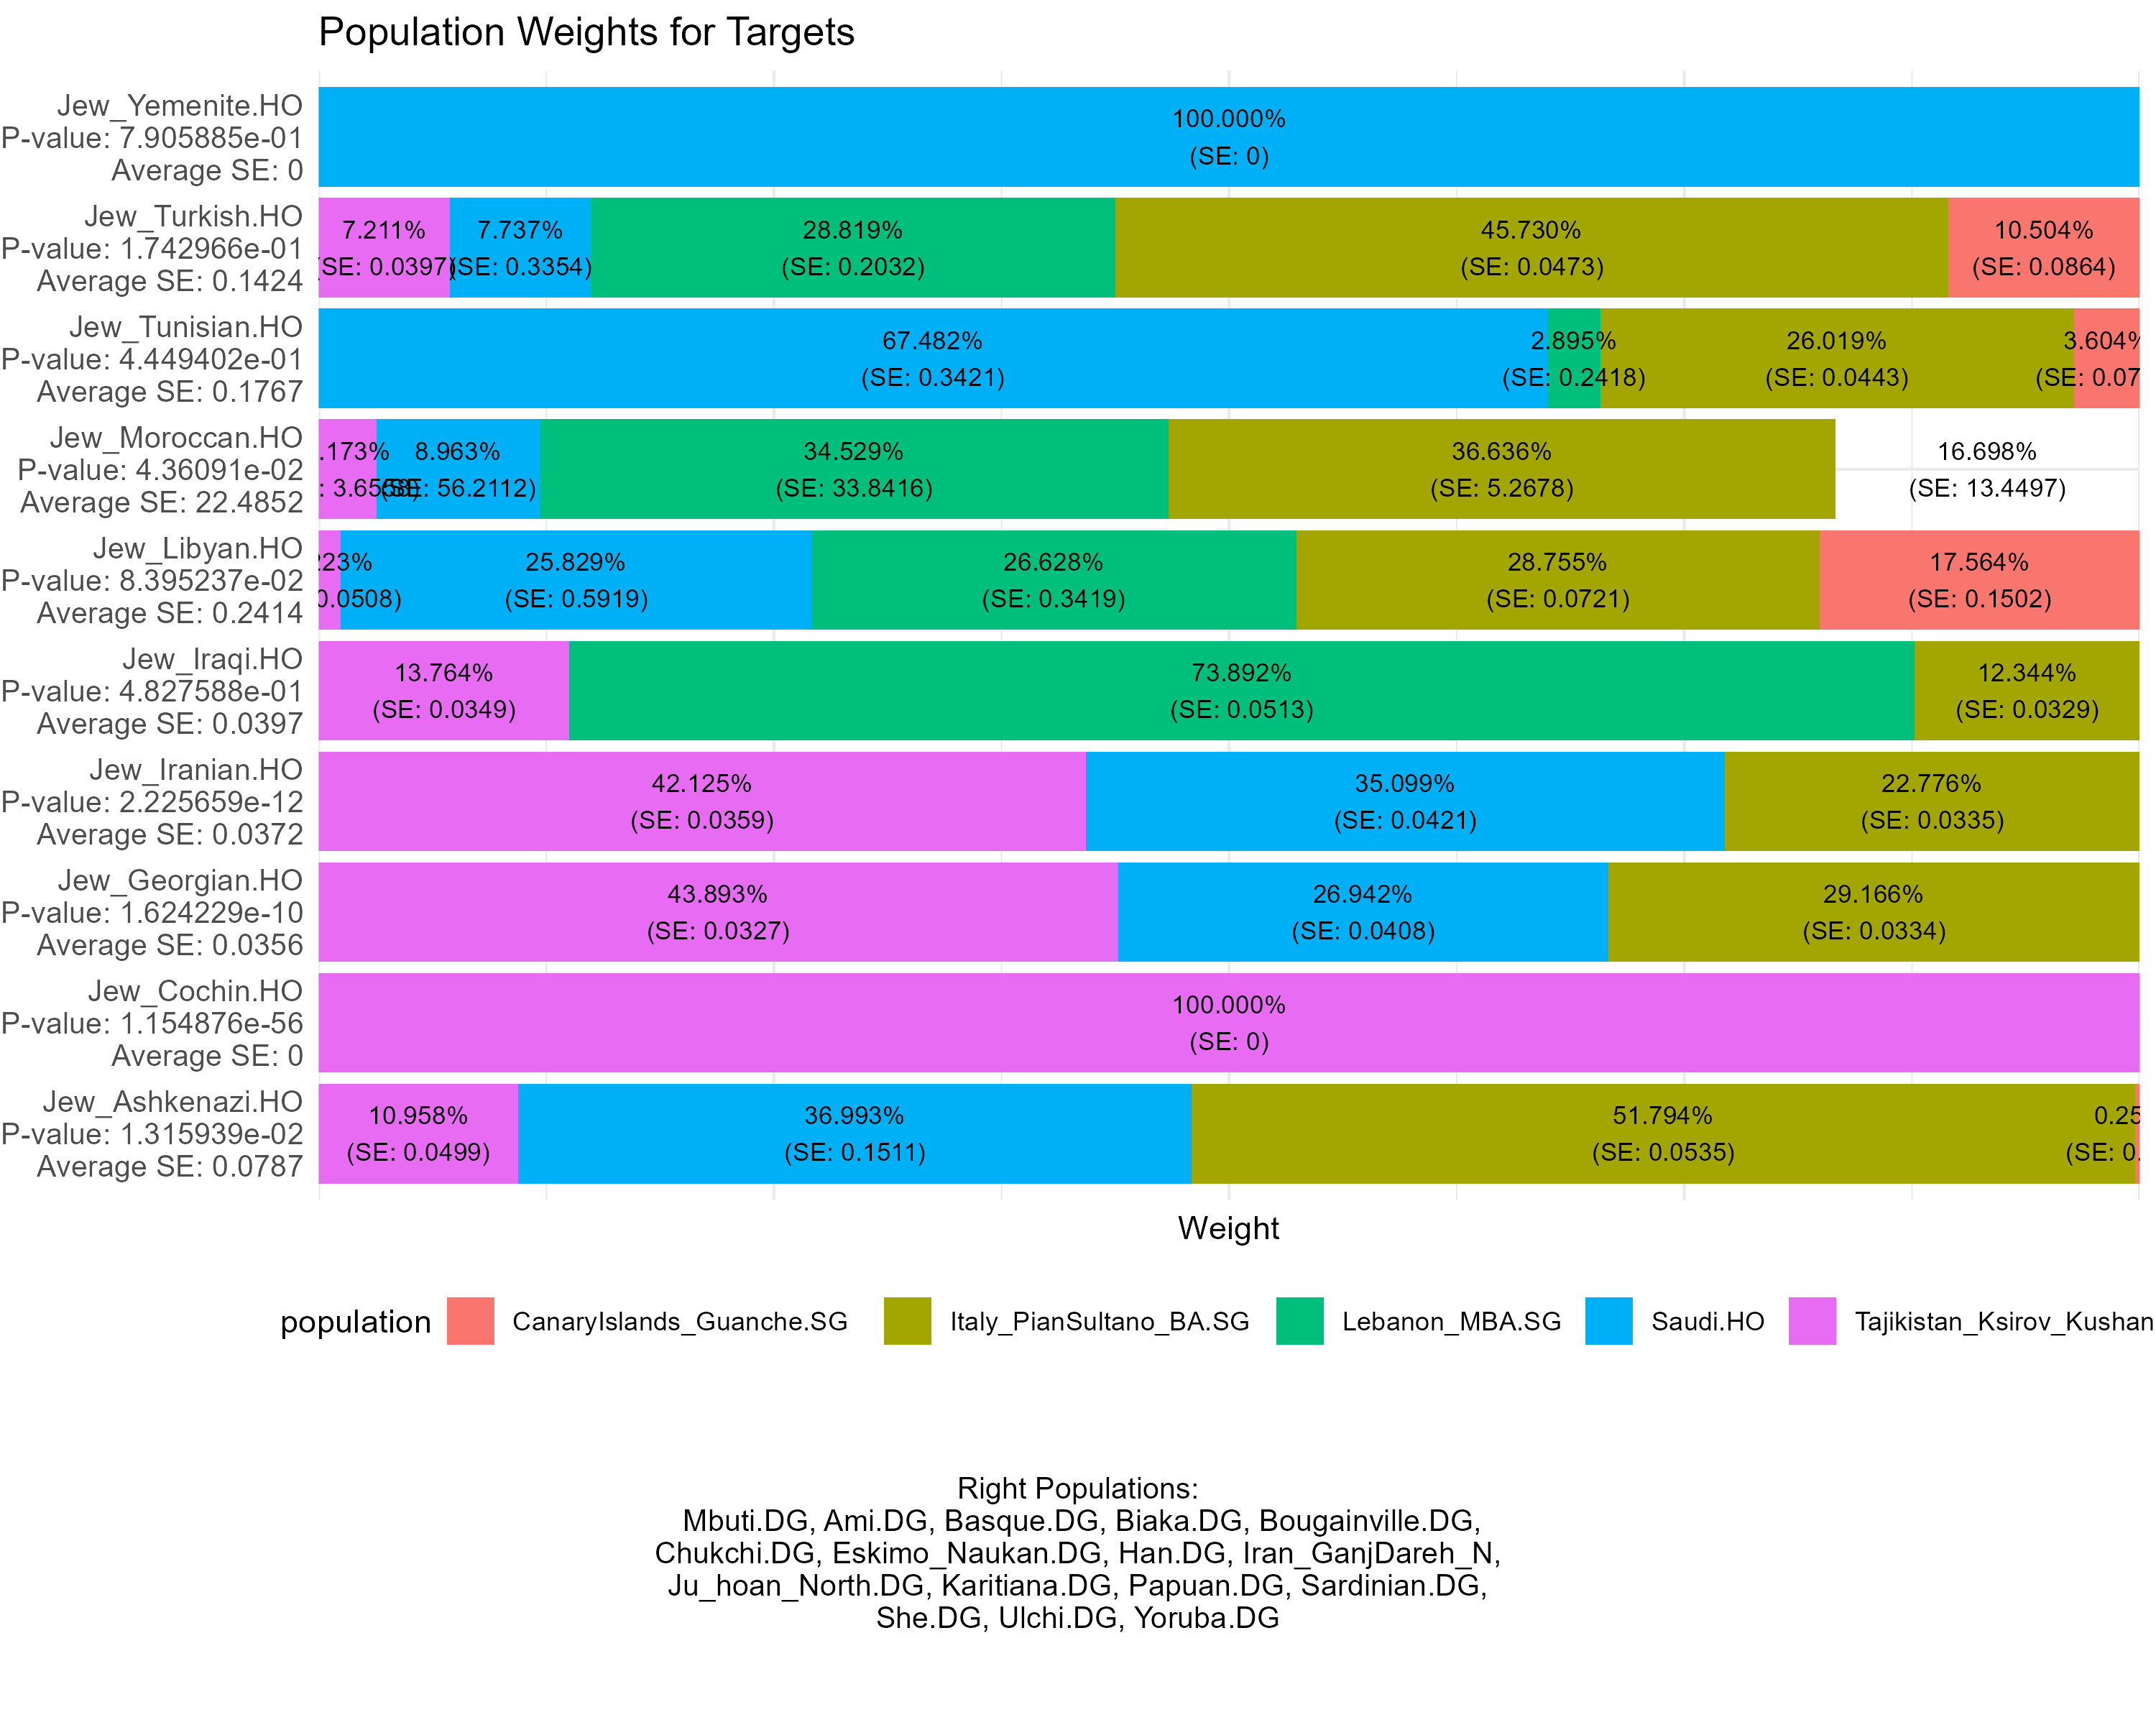 Population Weights for Targets
Jew_Yemenite.HO
P-value: 7.905885e-01
Average SE: 0
100.000%
(SE: 0)
Jew_Turkish.HO
P-value: 1.742966e-01
Average SE: 0.1424
7.211% 7.737% 28.819% 45.730% 10.504%
(SE: 0.0397) (SE: 0.3354) (SE: 0.2032) (SE: 0.0473) (SE: 0.0864)
Jew_Tunisian.HO
P-value: 4.449402e-01
Average SE: 0.1767
67.482% 2.895% 26.019% 3.604%
(SE: 0.3421) (SE: 0.2418) (SE: 0.0443) (SE: 0.07
Jew_Moroccan.HO
P-value: 4.36091e-02
Average SE: 22.4852
.173% 8.963% 34.529% 36.636% 16.698%
(SE: 56.2112) (SE: 33.8416) (SE: 5.2678) (SE: 13.4497)
Jew_Libyan.HO
P-value: 8.395237e-02
Average SE: 0.2414
223% 25.829% 26.628% 28.755% 17.564%
0.0508) (SE: 0.5919) (SE: 0.3419) (SE: 0.0721) (SE: 0.1502)
Jew_Iraqi.HO
P-value: 4.827588e-01
Average SE: 0.0397
13.764% 73.892% 12.344%
(SE: 0.0349) (SE: 0.0513) (SE: 0.0329)
Jew_Iranian.HO
P-value: 2.225659e-12
Average SE: 0.0372
42.125% 35.099% 22.776%
(SE: 0.0359) (SE: 0.0421) (SE: 0.0335)
Jew_Georgian.HO
P-value: 1.624229e-10
Average SE: 0.0356
43.893% 26.942% 29.166%
(SE: 0.0327) (SE: 0.0408) (SE: 0.0334)
Jew_Cochin.HO
P-value: 1.154876e-56
Average SE: 0
100.000%
(SE: 0)
Jew_Ashkenazi.HO
P-value: 1.315939e-02
Average SE: 0.0787
10.958% 36.993% 51.794% 0.25
(SE: 0.0499) (SE: 0.1511) (SE: 0.0535) (SE: 0.
Weight
population CanaryIslands_Guanche.SG Italy_PianSultano_BA.SG Lebanon_MBA.SG Saudi.HO Tajikistan_Ksirov_Kushan
Right Populations:
Mbuti.DG, Ami.DG, Basque.DG, Biaka.DG, Bougainville.DG,
Chukchi.DG, Eskimo_Naukan.DG, Han.DG, Iran_GanjDareh_N,
Ju_hoan_North.DG, Karitiana.DG, Papuan.DG, Sardinian.DG,
She.DG, Ulchi.DG, Yoruba.DG